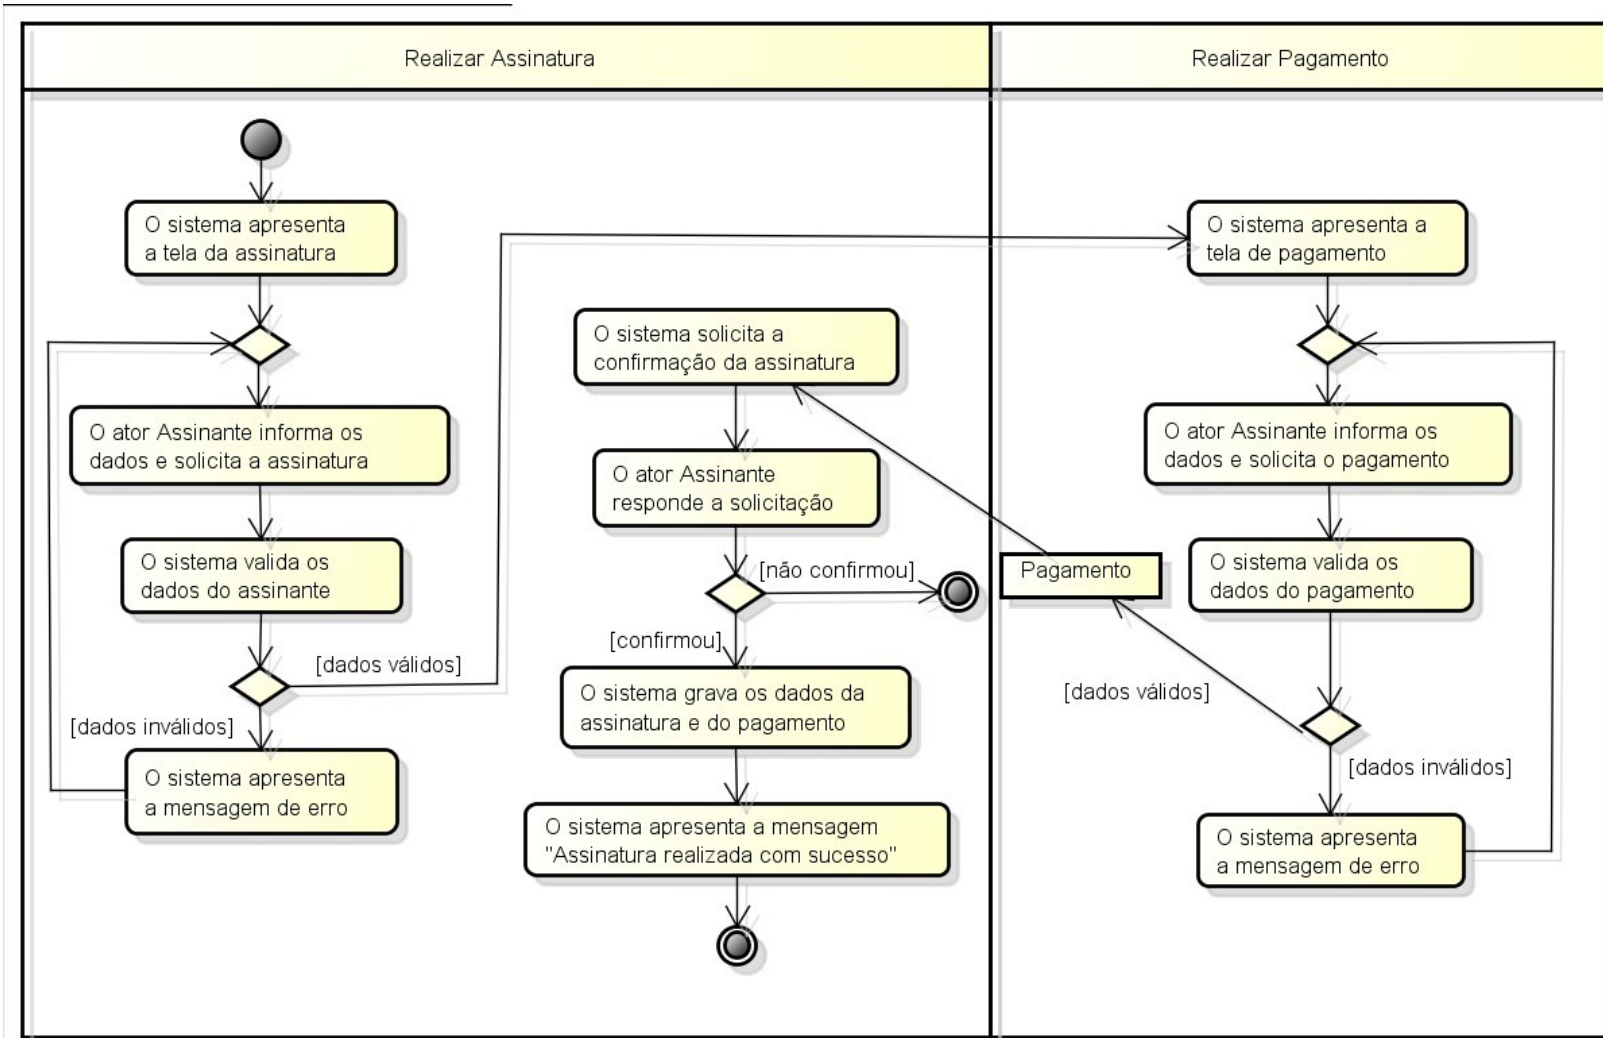 Realizar Assinatura
Realizar Pagamento
O sistema apresenta
a tela da assinatura
O ator Assinante informa os
dados e solicita a assinatura
O sistema valida os
dados do assinante
[dados válidos]
[dados inválidos]
O sistema apresenta
a mensagem de erro
O sistema solicita a
confirmação da assinatura
O ator Assinante
responde a solicitação
[não confirmou]
[confirmou]
O sistema grava os dados da
assinatura e do pagamento
O sistema apresenta a mensagem
"Assinatura realizada com sucesso"
O sistema apresenta a
tela de pagamento
O ator Assinante informa os
dados e solicita o pagamento
O sistema valida os
dados do pagamento
Pagamento
[dados válidos]
[dados inválidos]
O sistema apresenta
a mensagem de erro